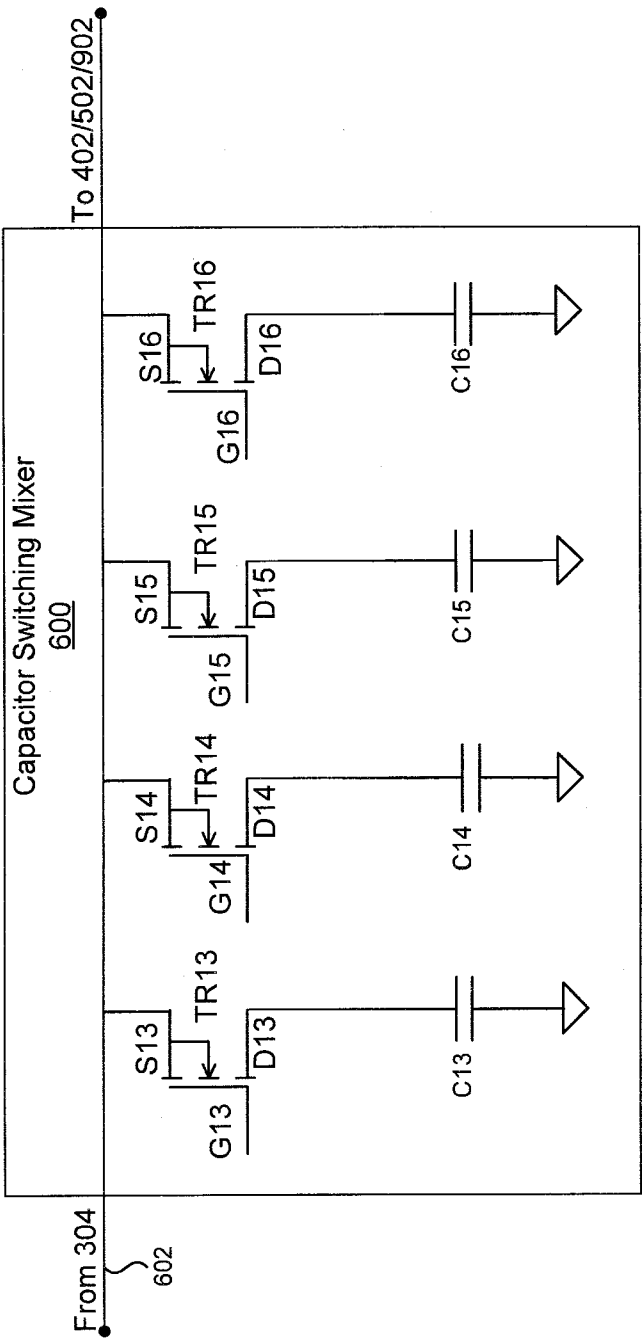 Capacitor Switching Mixer
600
From 304
602
To 402/502/902
S13
TR13
G13
D13
C13
S14
TR14
G14
D14
C14
S15
TR15
G15
D15
C15
S16
TR16
G16
D16
C16